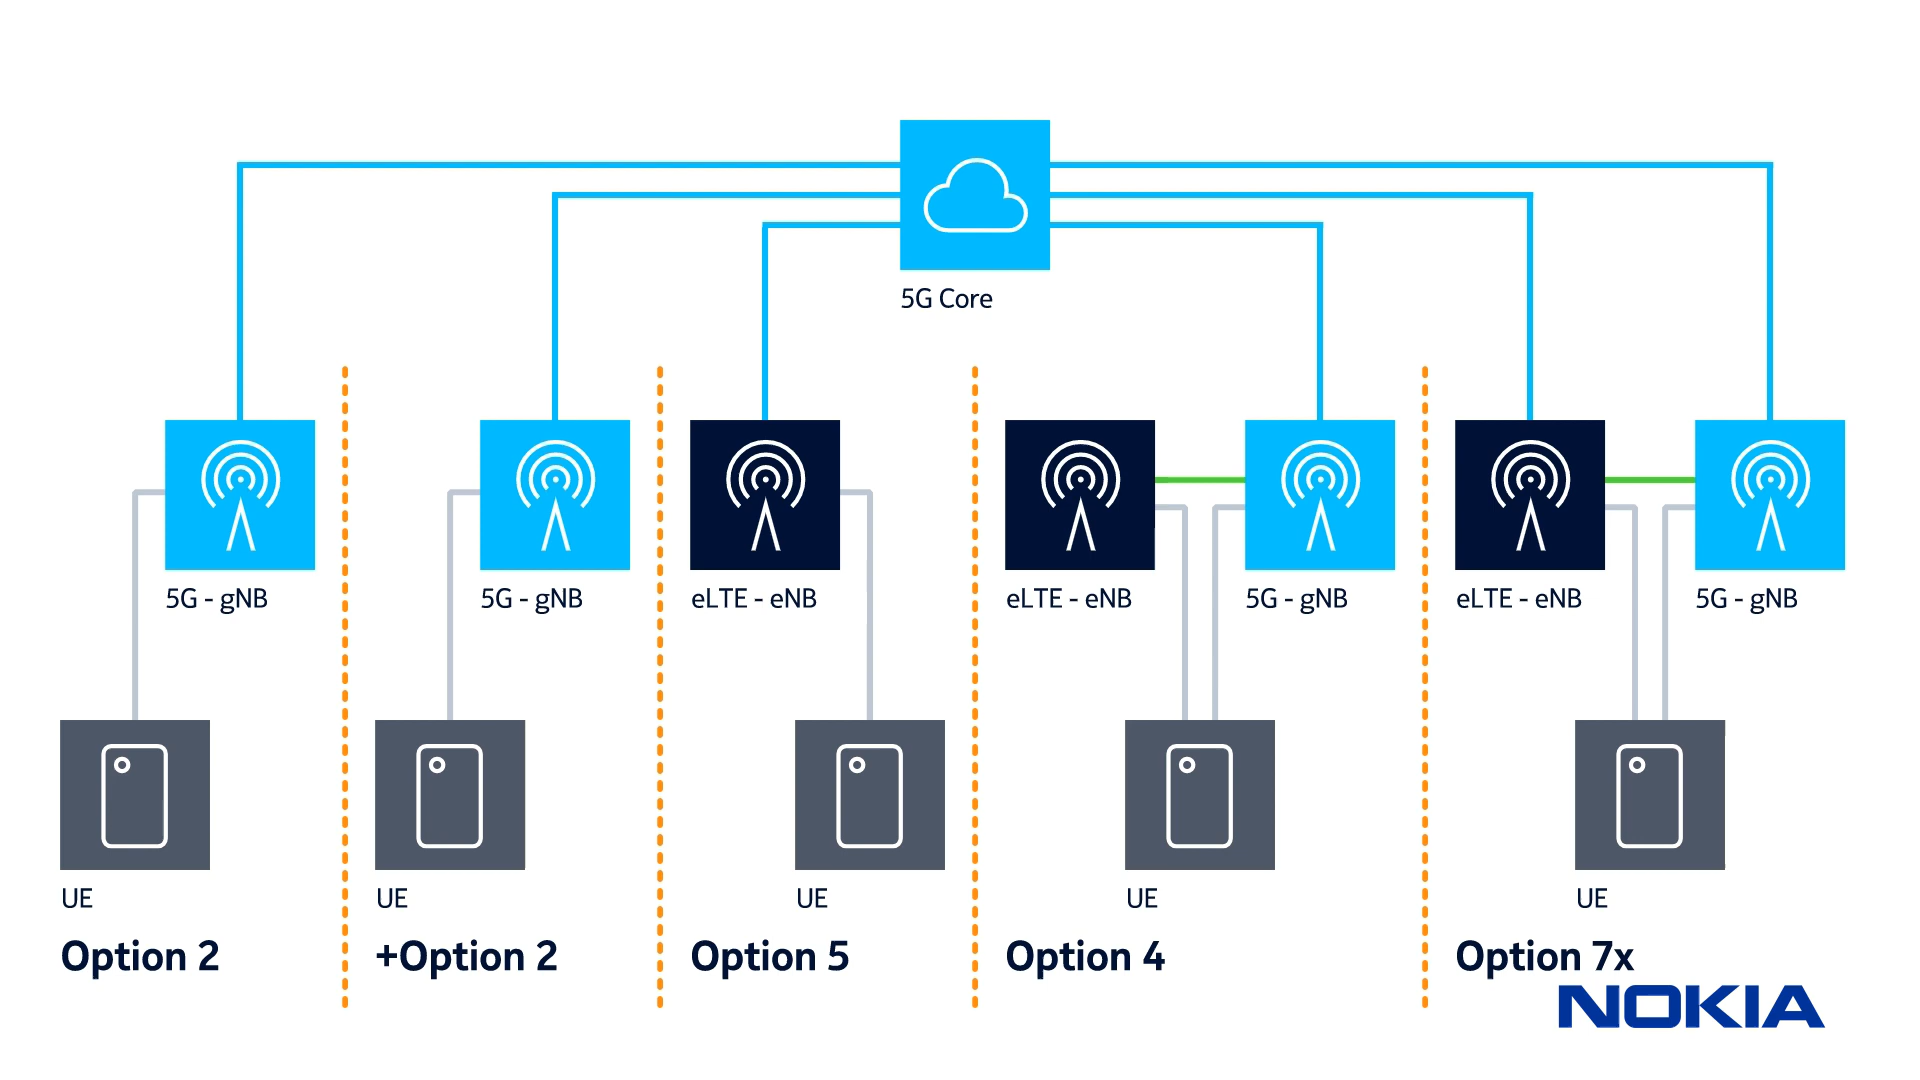 5G Core
5G - gNB
5G - gNB
eLTE - eNB
eLTE - eNB
5G - gNB
eLTE - eNB
5G - gNB
UE
UE
UE
UE
UE
Option 2
+Option 2
Option 5
Option 4
Option 7x
NOKIA